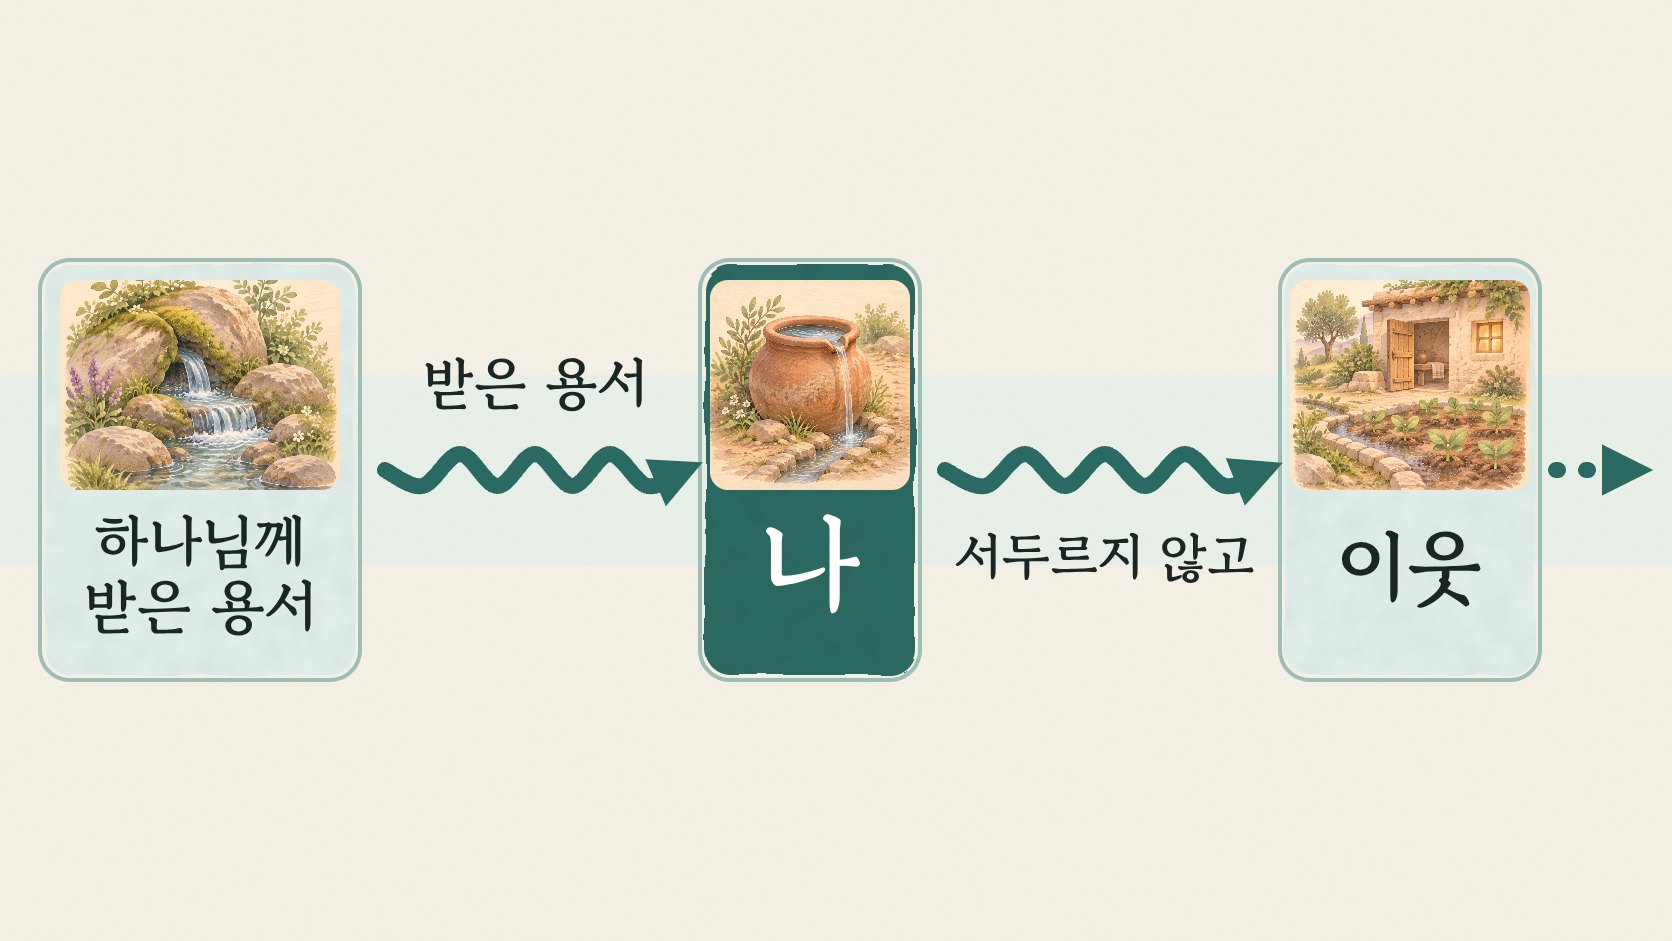 하나님께
받은 용서
받은 용서
나
서두르지 않고
이웃